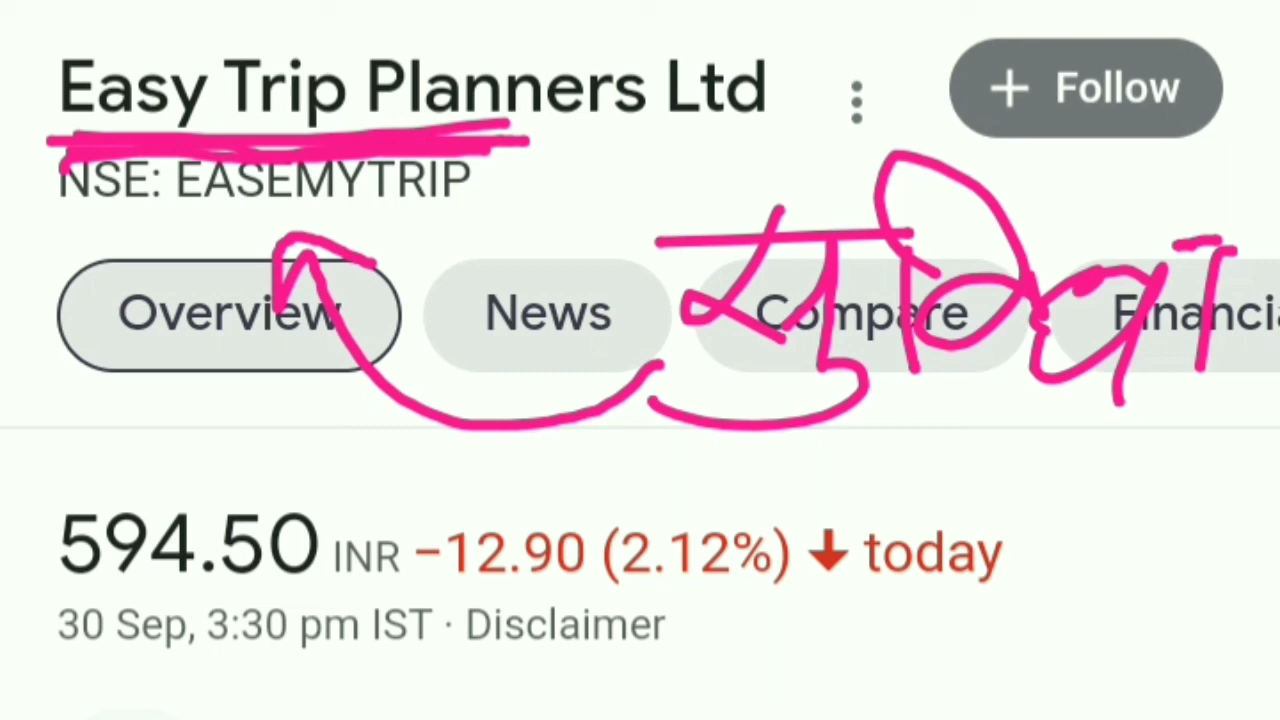 Easy Trip Planners Ltd
+ Follow
NSE: EASEMYTRIP
Overview News Compare Financi
594.50 INR −12.90 (2.12%) ↓ today
30 Sep, 3:30 pm IST · Disclaimer